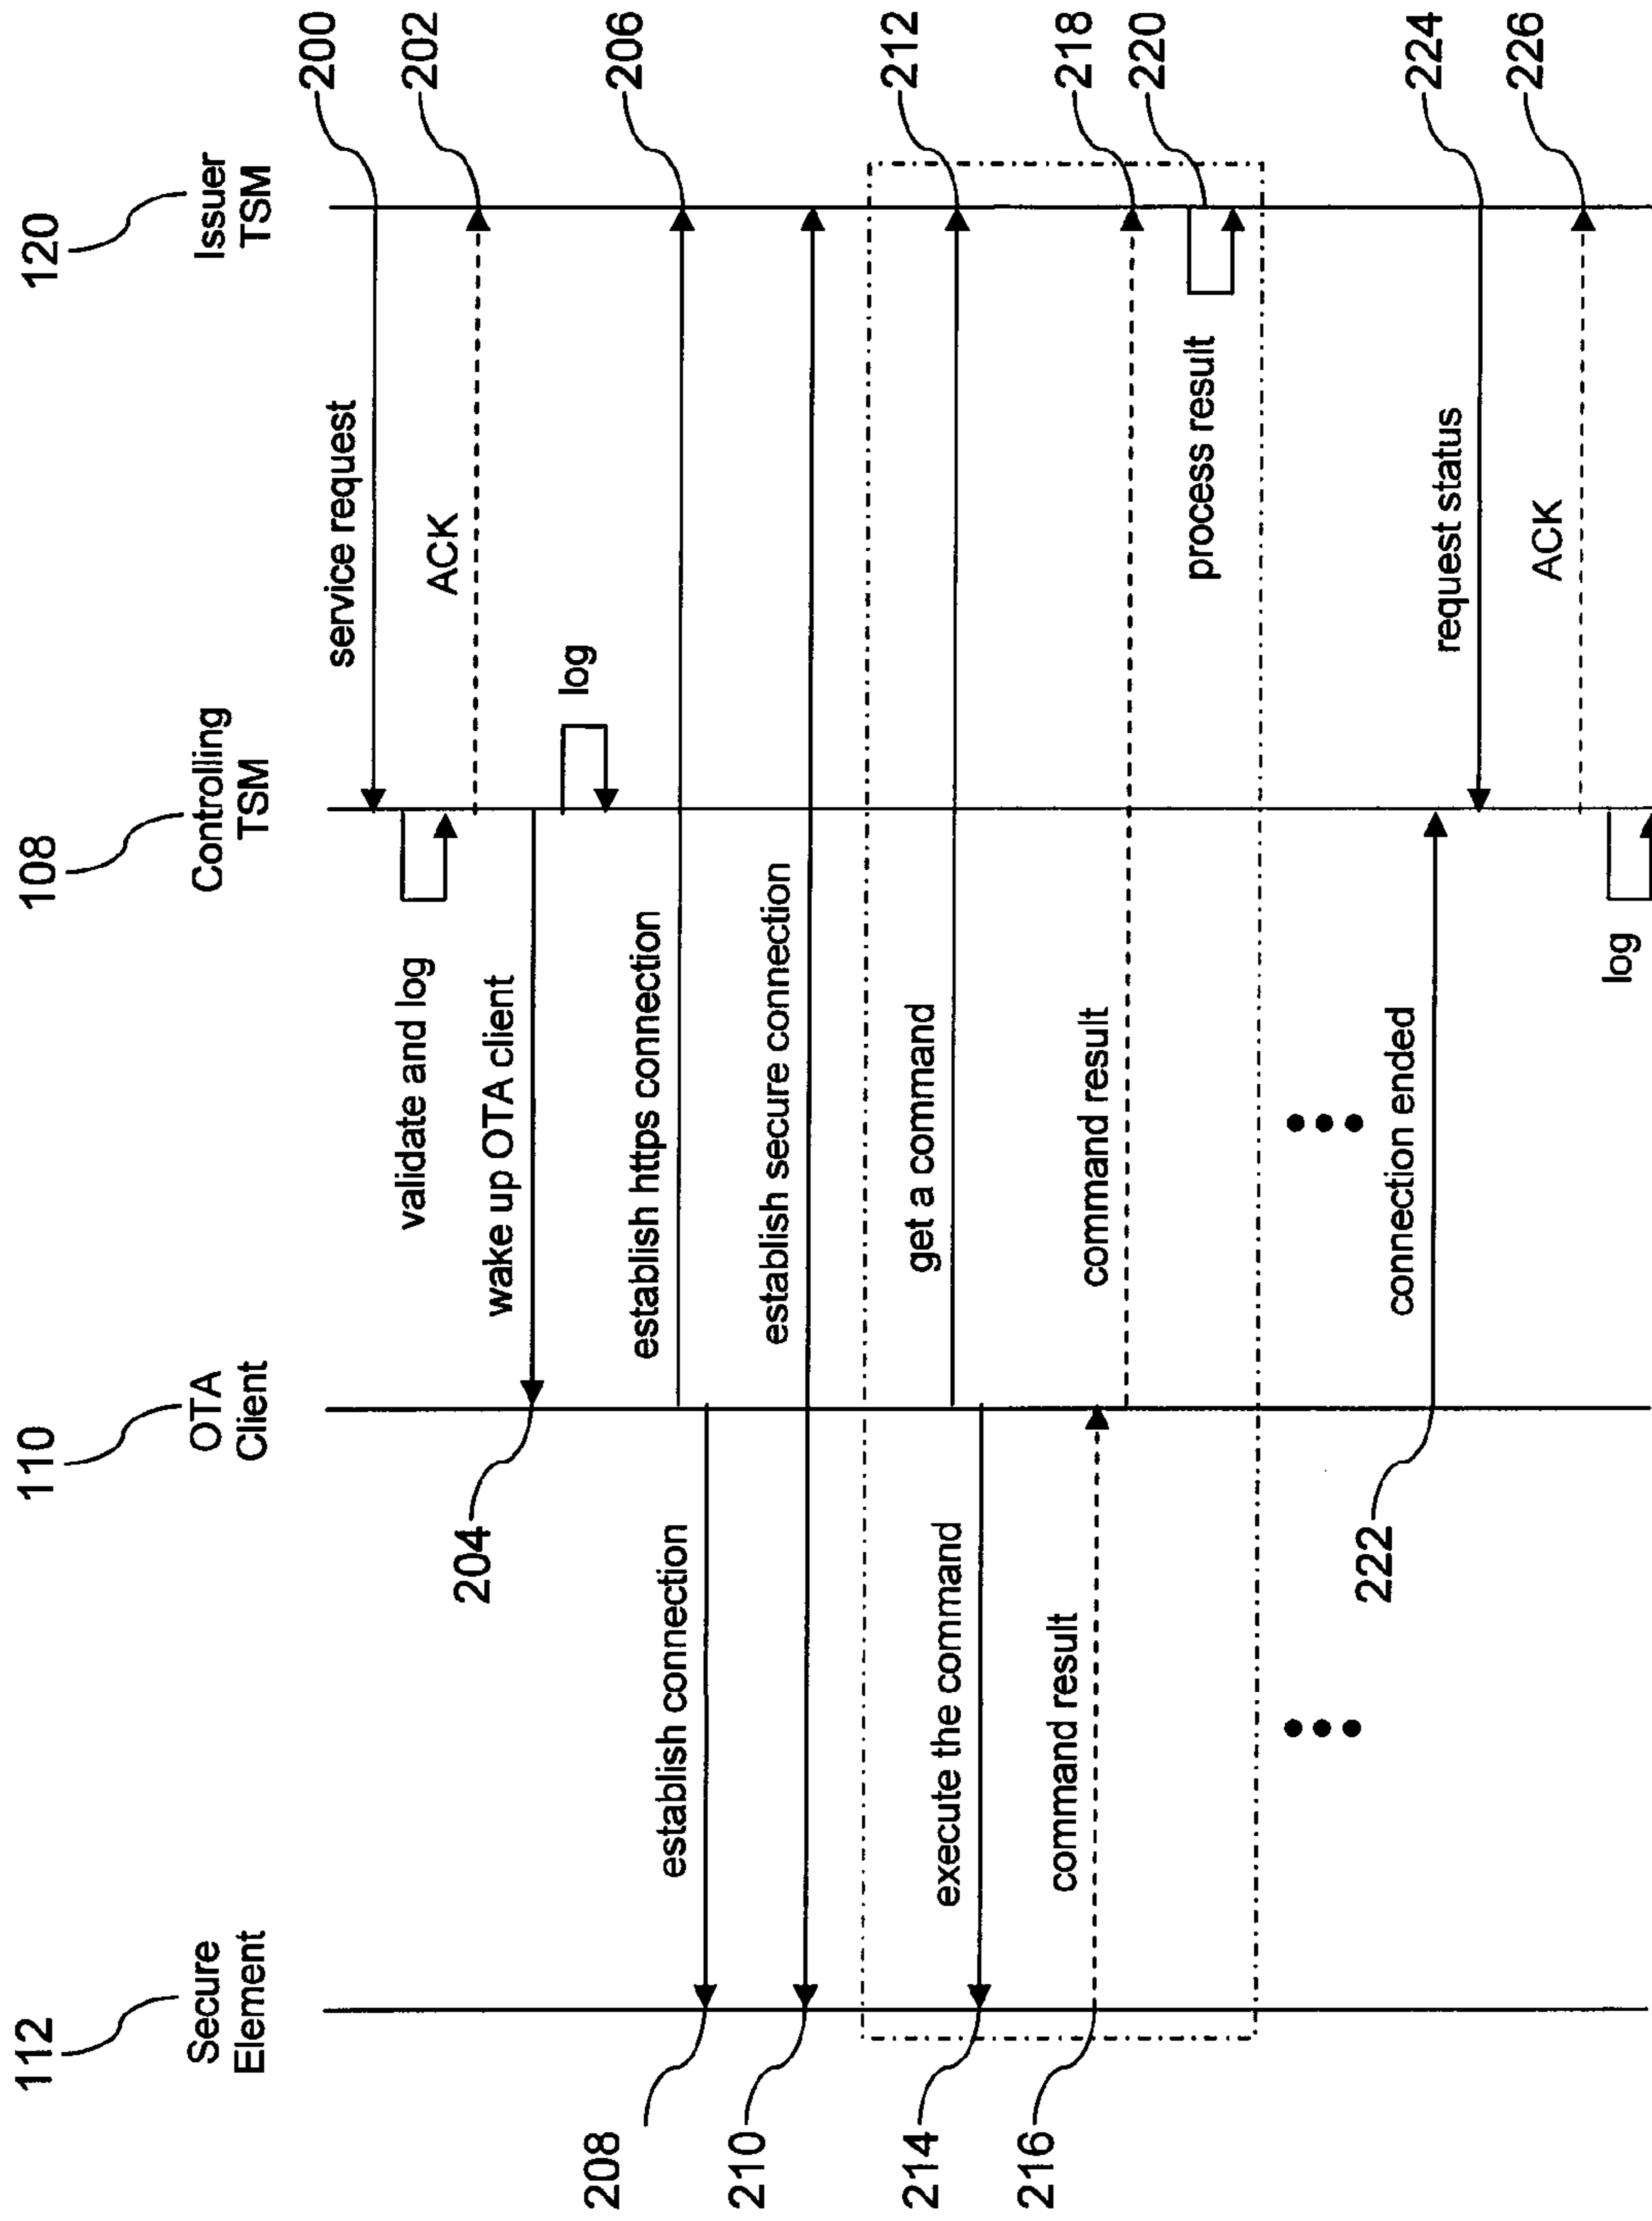 112
110
108
120
Secure
Element
OTA
Client
Controlling
TSM
Issuer
TSM
service request
200
validate and log
ACK
202
204
wake up OTA client
log
establish https connection
206
208
establish connection
210
establish secure connection
get a command
212
214
execute the command
216
command result
command result
218
process result
220
222
connection ended
request status
224
ACK
226
log